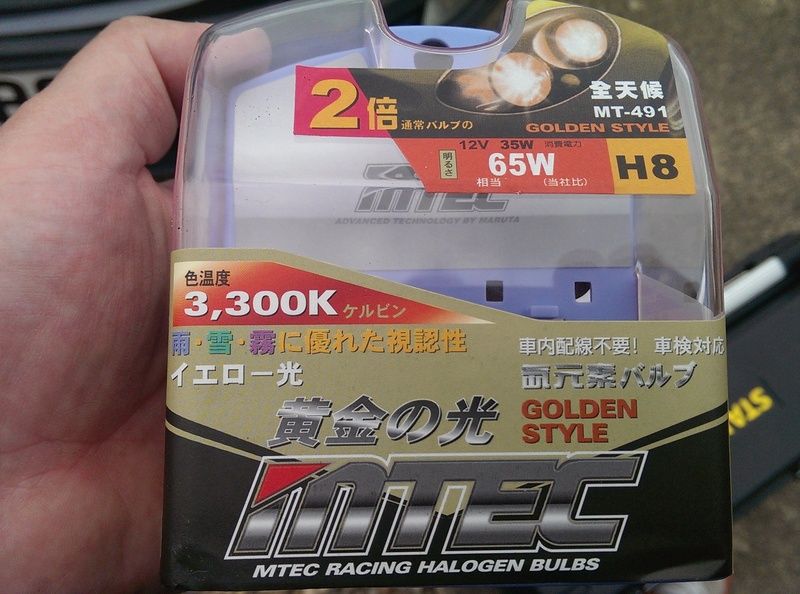 全天候
MT-491
GOLDEN STYLE
2倍 通常バルブの
12V 35W 消費電力
明るさ 65W
相当 (当社比)
H8
MTEC
ADVANCED TECHNOLOGY BY MARUTA
色温度
3,300K ケルビン
雨・雪・霧に優れた視認性
イエロー光
車内配線不要! 車検対応
元素バルブ
黄金の光
GOLDEN
STYLE
MTEC
MTEC RACING HALOGEN BULBS
STA